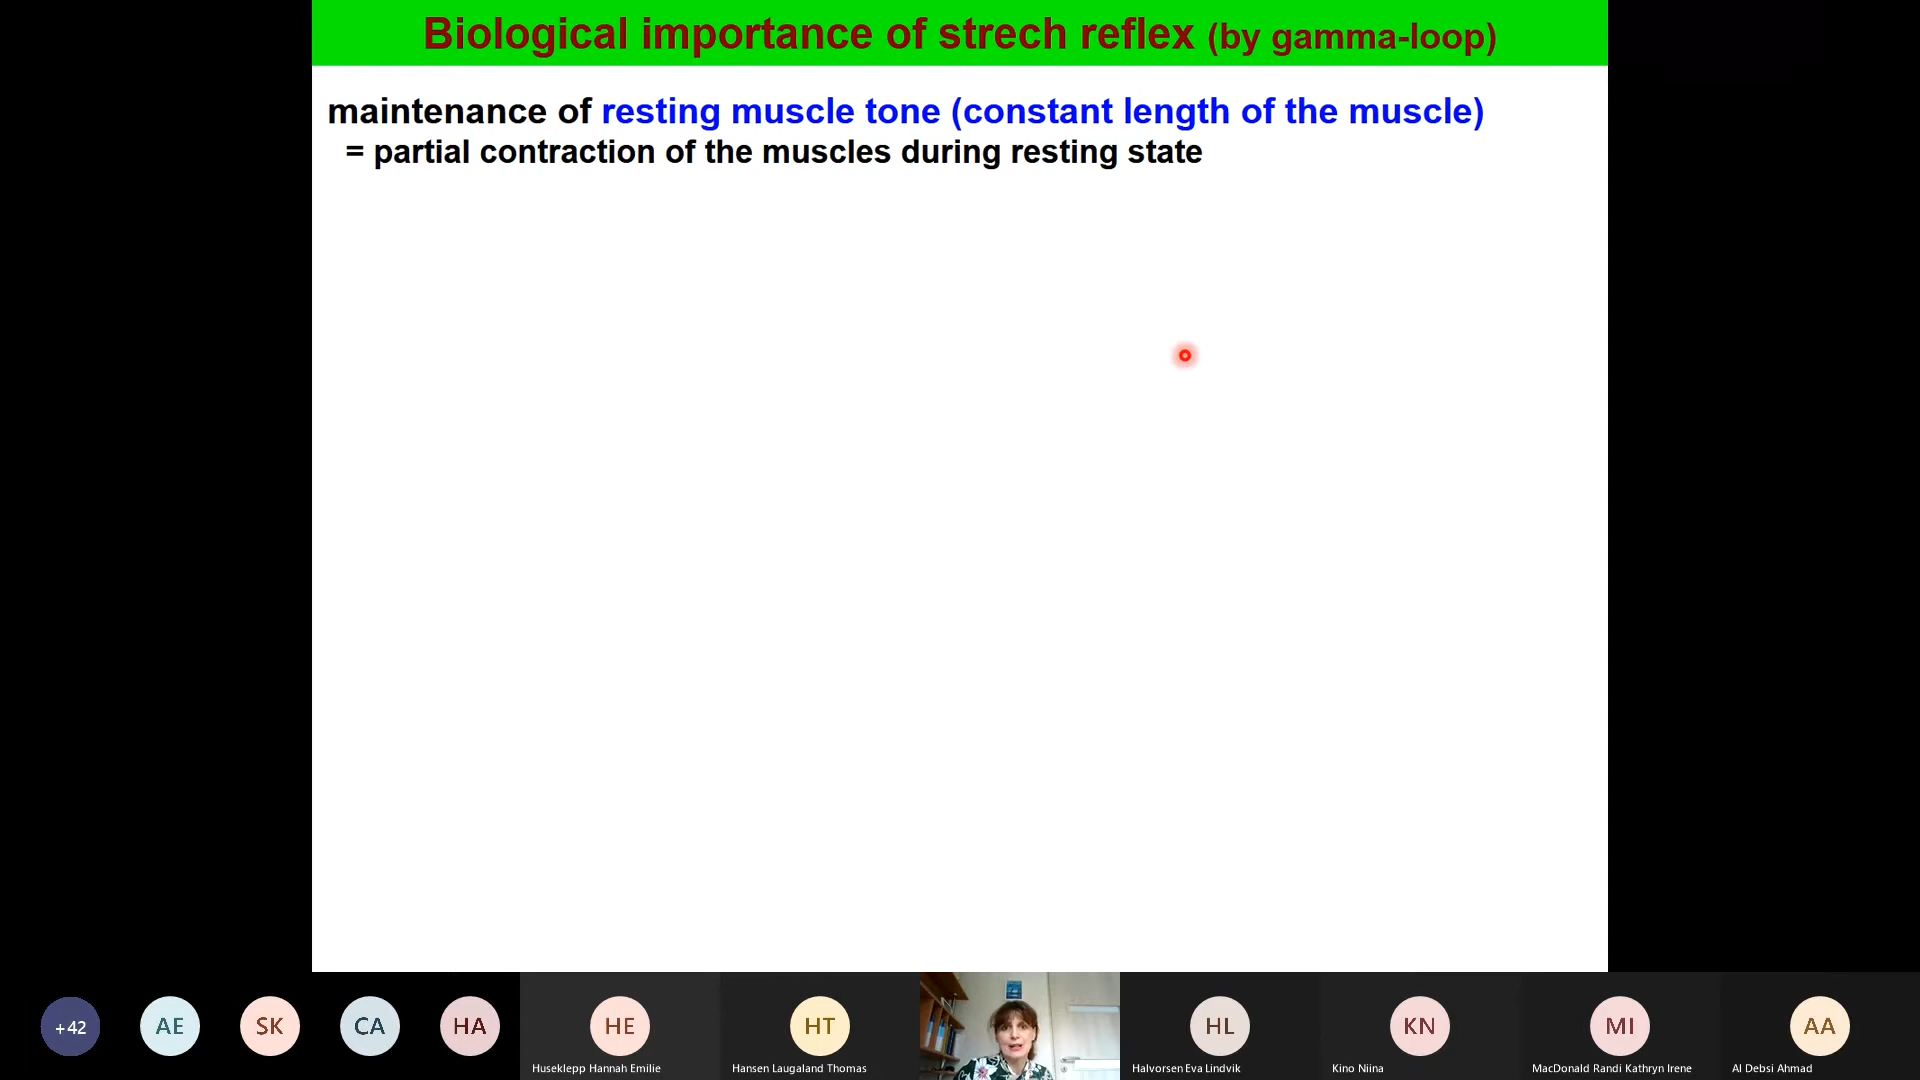 Biological importance of strech reflex (by gamma-loop)
maintenance of resting muscle tone (constant length of the muscle)
= partial contraction of the muscles during resting state
+42
AE
SK
CA
HA
HE
HT
HL
KN
MI
AA
Huseklepp Hannah Emilie
Hansen Laugaland Thomas
Halvorsen Eva Lindvik
Kino Niina
MacDonald Randi Kathryn Irene
Al Debsi Ahmad